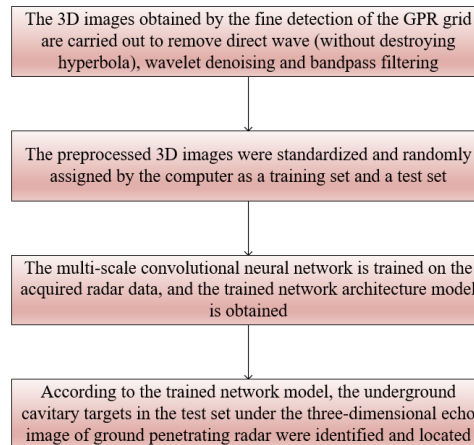 The 3D images obtained by the fine detection of the GPR grid
are carried out to remove direct wave (without destroying
hyperbola), wavelet denoising and bandpass filtering
The preprocessed 3D images were standardized and randomly
assigned by the computer as a training set and a test set
The multi-scale convolutional neural network is trained on the
acquired radar data, and the trained network architecture model
is obtained
According to the trained network model, the underground
cavitary targets in the test set under the three-dimensional echo
image of ground penetrating radar were identified and located